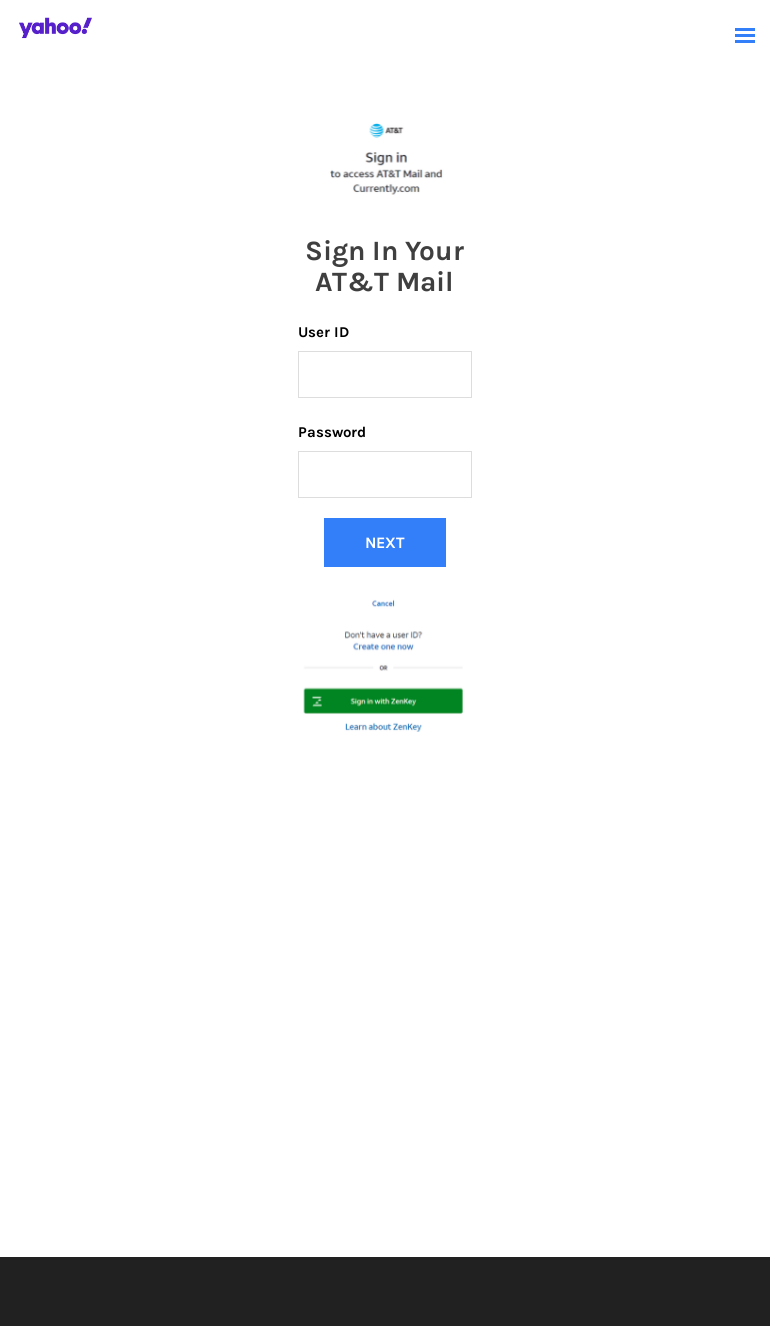 yahoo!
AT&T
Sign in
to access AT&T Mail and
Currently.com
Sign In Your
AT&T Mail
User ID
Password
NEXT
Cancel
Don't have a user ID?
Create one now
OR
Sign in with ZenKey
Learn about ZenKey